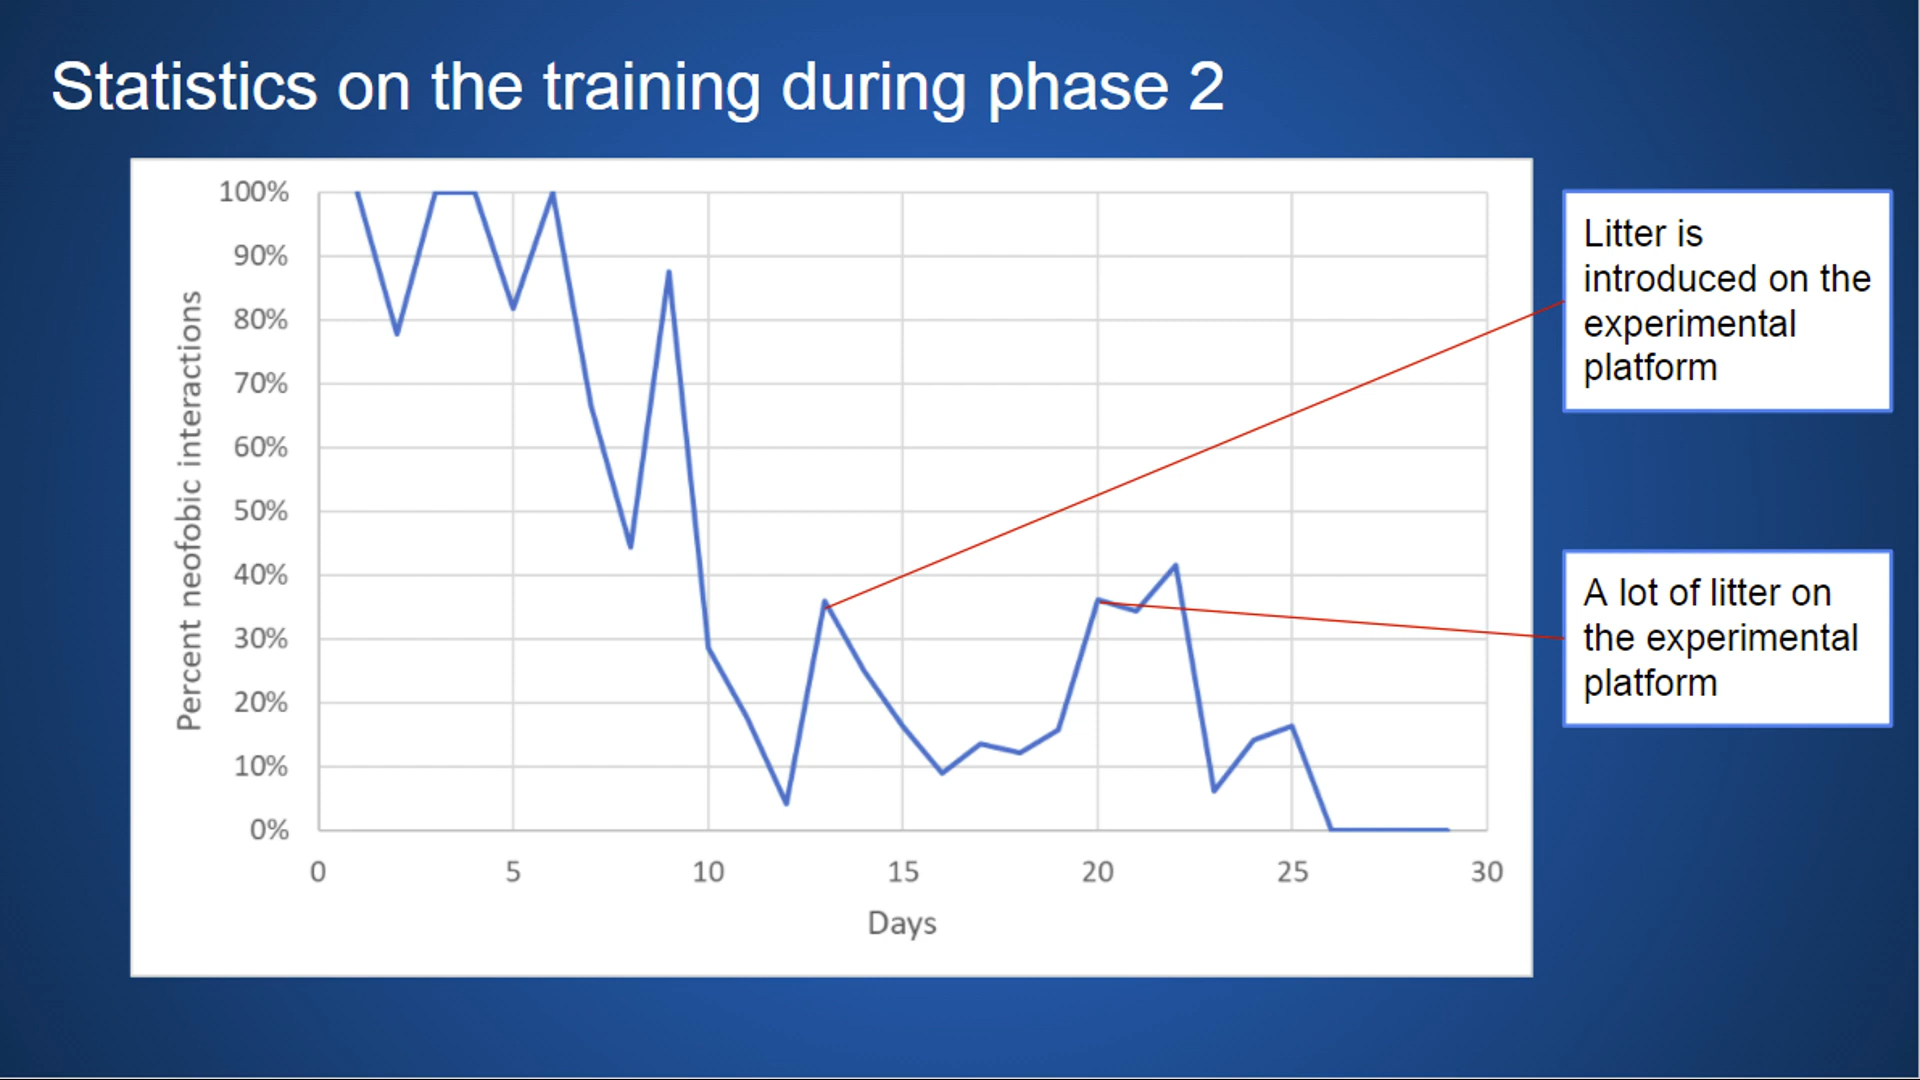 Statistics on the training during phase 2
100%
90%
80%
70%
60%
50%
40%
30%
20%
10%
0%
Percent neofobic interactions
0 5 10 15 20 25 30
Days
Litter is
introduced on the
experimental
platform
A lot of litter on
the experimental
platform